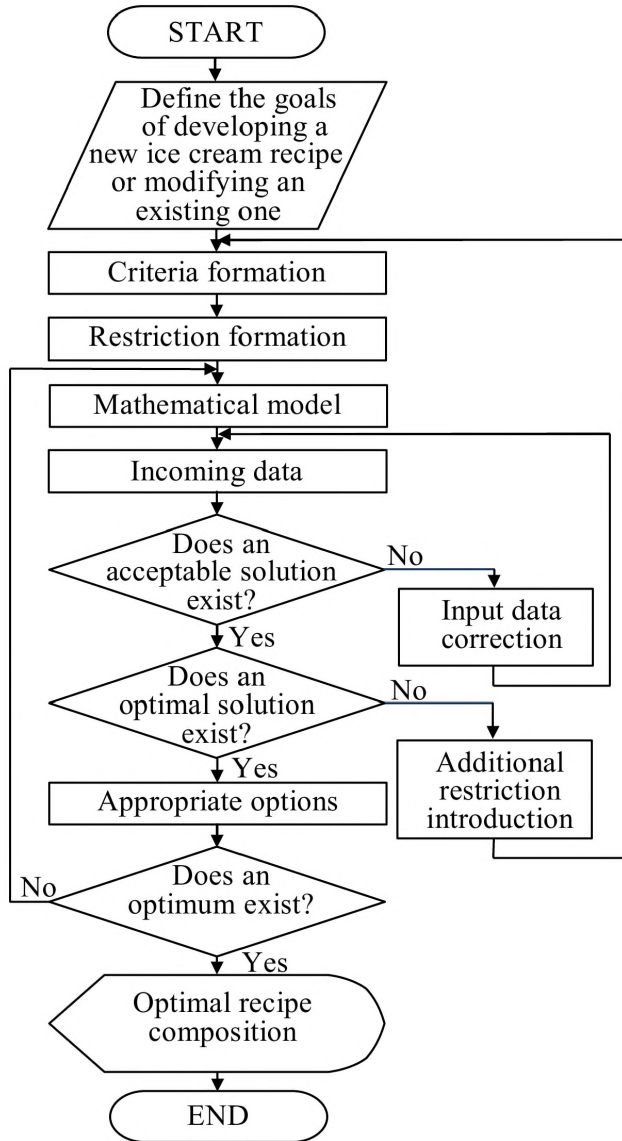 START
Define the goals
of developing a
new ice cream recipe
or modifying an
existing one
Criteria formation
Restriction formation
Mathematical model
Incoming data
Does an
acceptable solution
exist?
No
Input data
correction
Yes
Does an
optimal solution
exist?
No
Additional
restriction
introduction
Yes
Appropriate options
Does an
optimum exist?
No
Yes
Optimal recipe
composition
END